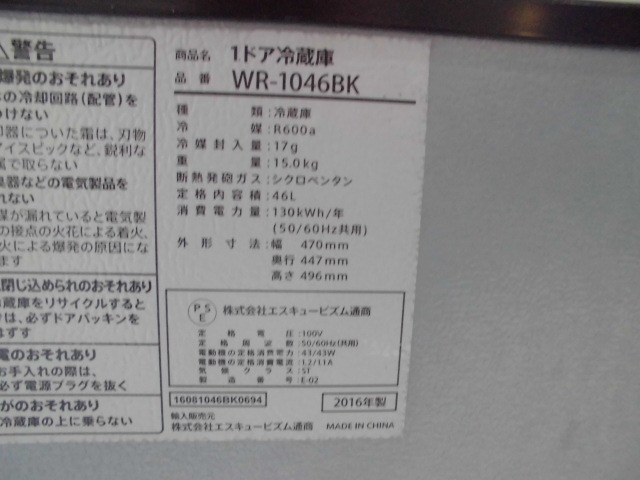 警告
爆発のおそれあり
の冷却回路(配管)を
つけない
却器についた霜は、刃物
アイスピックなど、鋭利な
で取らない
臭器などの電気製品を
れない
媒が漏れていると電気製
の接点の火花による着火、
火による爆発の原因にな
ます
閉じ込められのおそれあり
冷蔵庫をリサイクルすると
は、必ずドアパッキンを
はずす
電のおそれあり
お手入れの際は、
必ず電源プラグを抜く
がのおそれあり
冷蔵庫の上に乗らない
商品名 1ドア冷蔵庫
品番 WR-1046BK
種類:冷蔵庫
冷媒:R600a
冷媒封入量:17g
重量:15.0kg
断熱発砲ガス:シクロペンタン
定格内容積:46L
消費電力量:130kWh/年
(50/60Hz共用)
外形寸法:幅 470mm
奥行 447mm
高さ 496mm
PSE 株式会社エスキュービズム通商
定格電圧:100V
定格周波数:50/60Hz(共用)
電動機の定格消費電力:43/43W
電動機の定格消費電流:1.2/1.1A
気候クラス:ST
製造番号:E-02
16081046BK0694 2016年製
輸入販売元
株式会社エスキュービズム通商 MADE IN CHINA